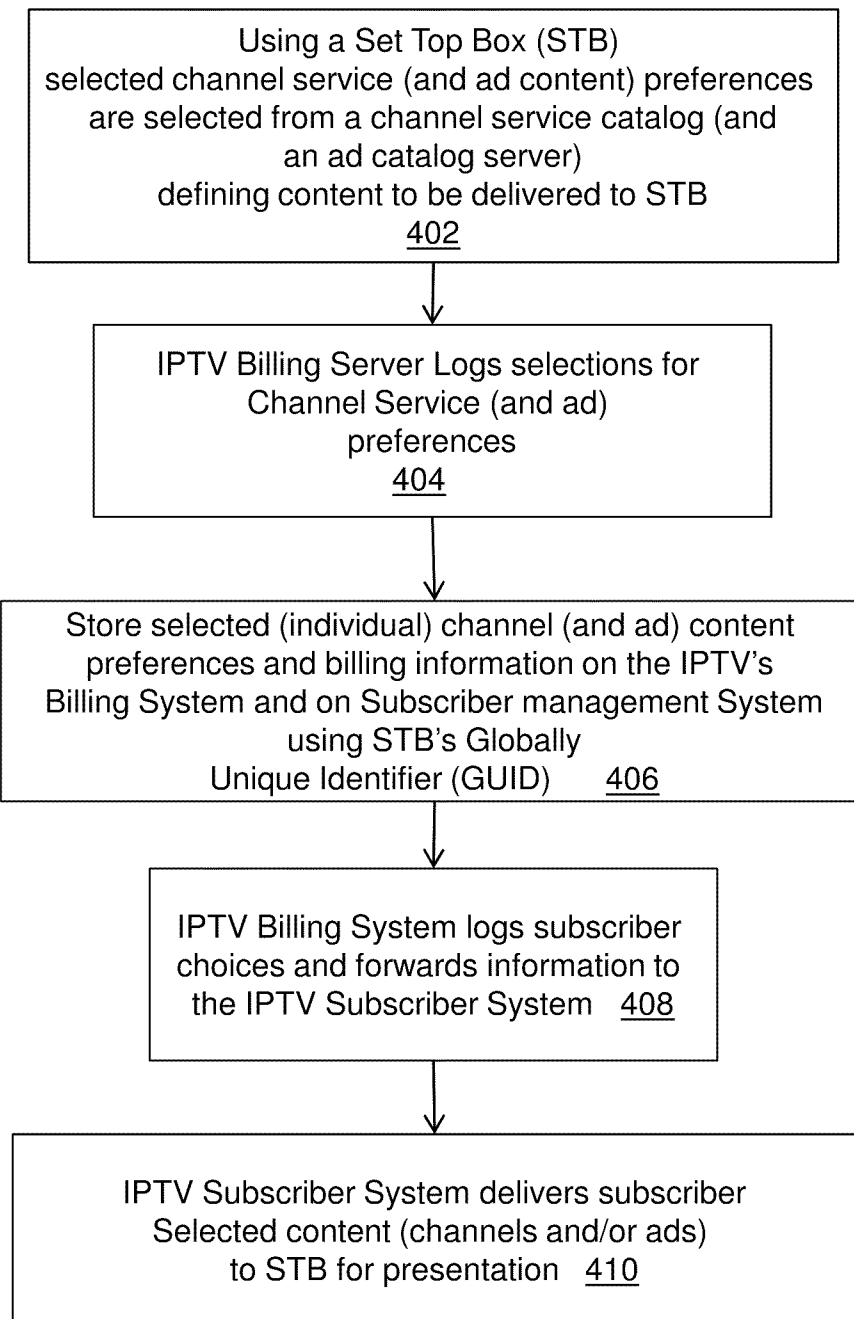 Using a Set Top Box (STB)
selected channel service (and ad content) preferences
are selected from a channel service catalog (and
an ad catalog server)
defining content to be delivered to STB
402
IPTV Billing Server Logs selections for
Channel Service (and ad)
preferences
404
Store selected (individual) channel (and ad) content
preferences and billing information on the IPTV's
Billing System and on Subscriber management System
using STB's Globally
Unique Identifier (GUID) 406
IPTV Billing System logs subscriber
choices and forwards information to
the IPTV Subscriber System 408
IPTV Subscriber System delivers subscriber
Selected content (channels and/or ads)
to STB for presentation 410